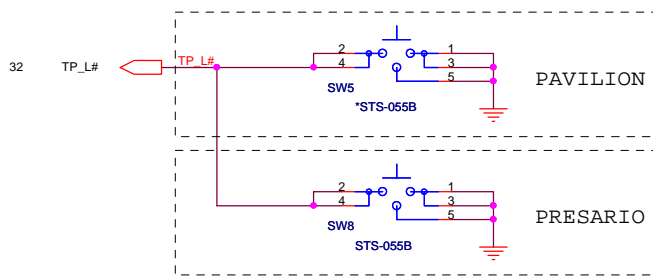 32 TP_L# TP_L#
2 1
4 3
5
SW5
*STS-055B
PAVILION
2 1
4 3
5
SW8
STS-055B
PRESARIO